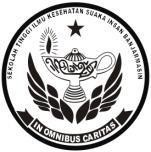 SEKOLAH TINGGI ILMU KESEHATAN SUAKA INSAN BANJARMASIN
IN OMNIBUS CARITAS